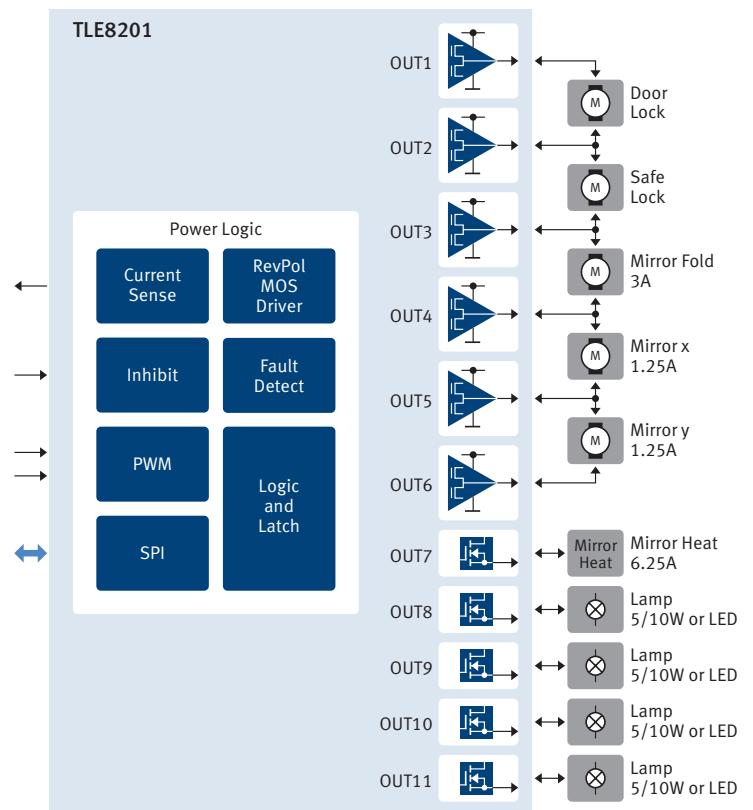 TLE8201
Power Logic
Current
Sense
RevPol
MOS
Driver
Inhibit
Fault
Detect
PWM
Logic
and
Latch
SPI
OUT1
M
Door
Lock
OUT2
M
Safe
Lock
OUT3
M
Mirror Fold
3A
OUT4
M
Mirror x
1.25A
OUT5
M
Mirror y
1.25A
OUT6
OUT7
Mirror
Heat
Mirror Heat
6.25A
OUT8
Lamp
5/10W or LED
OUT9
Lamp
5/10W or LED
OUT10
Lamp
5/10W or LED
OUT11
Lamp
5/10W or LED